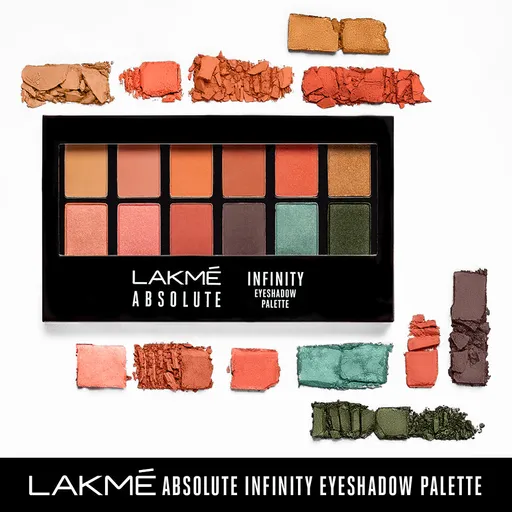 LAKMÉ
ABSOLUTE
INFINITY
EYESHADOW
PALETTE
LAKMÉ ABSOLUTE INFINITY EYESHADOW PALETTE